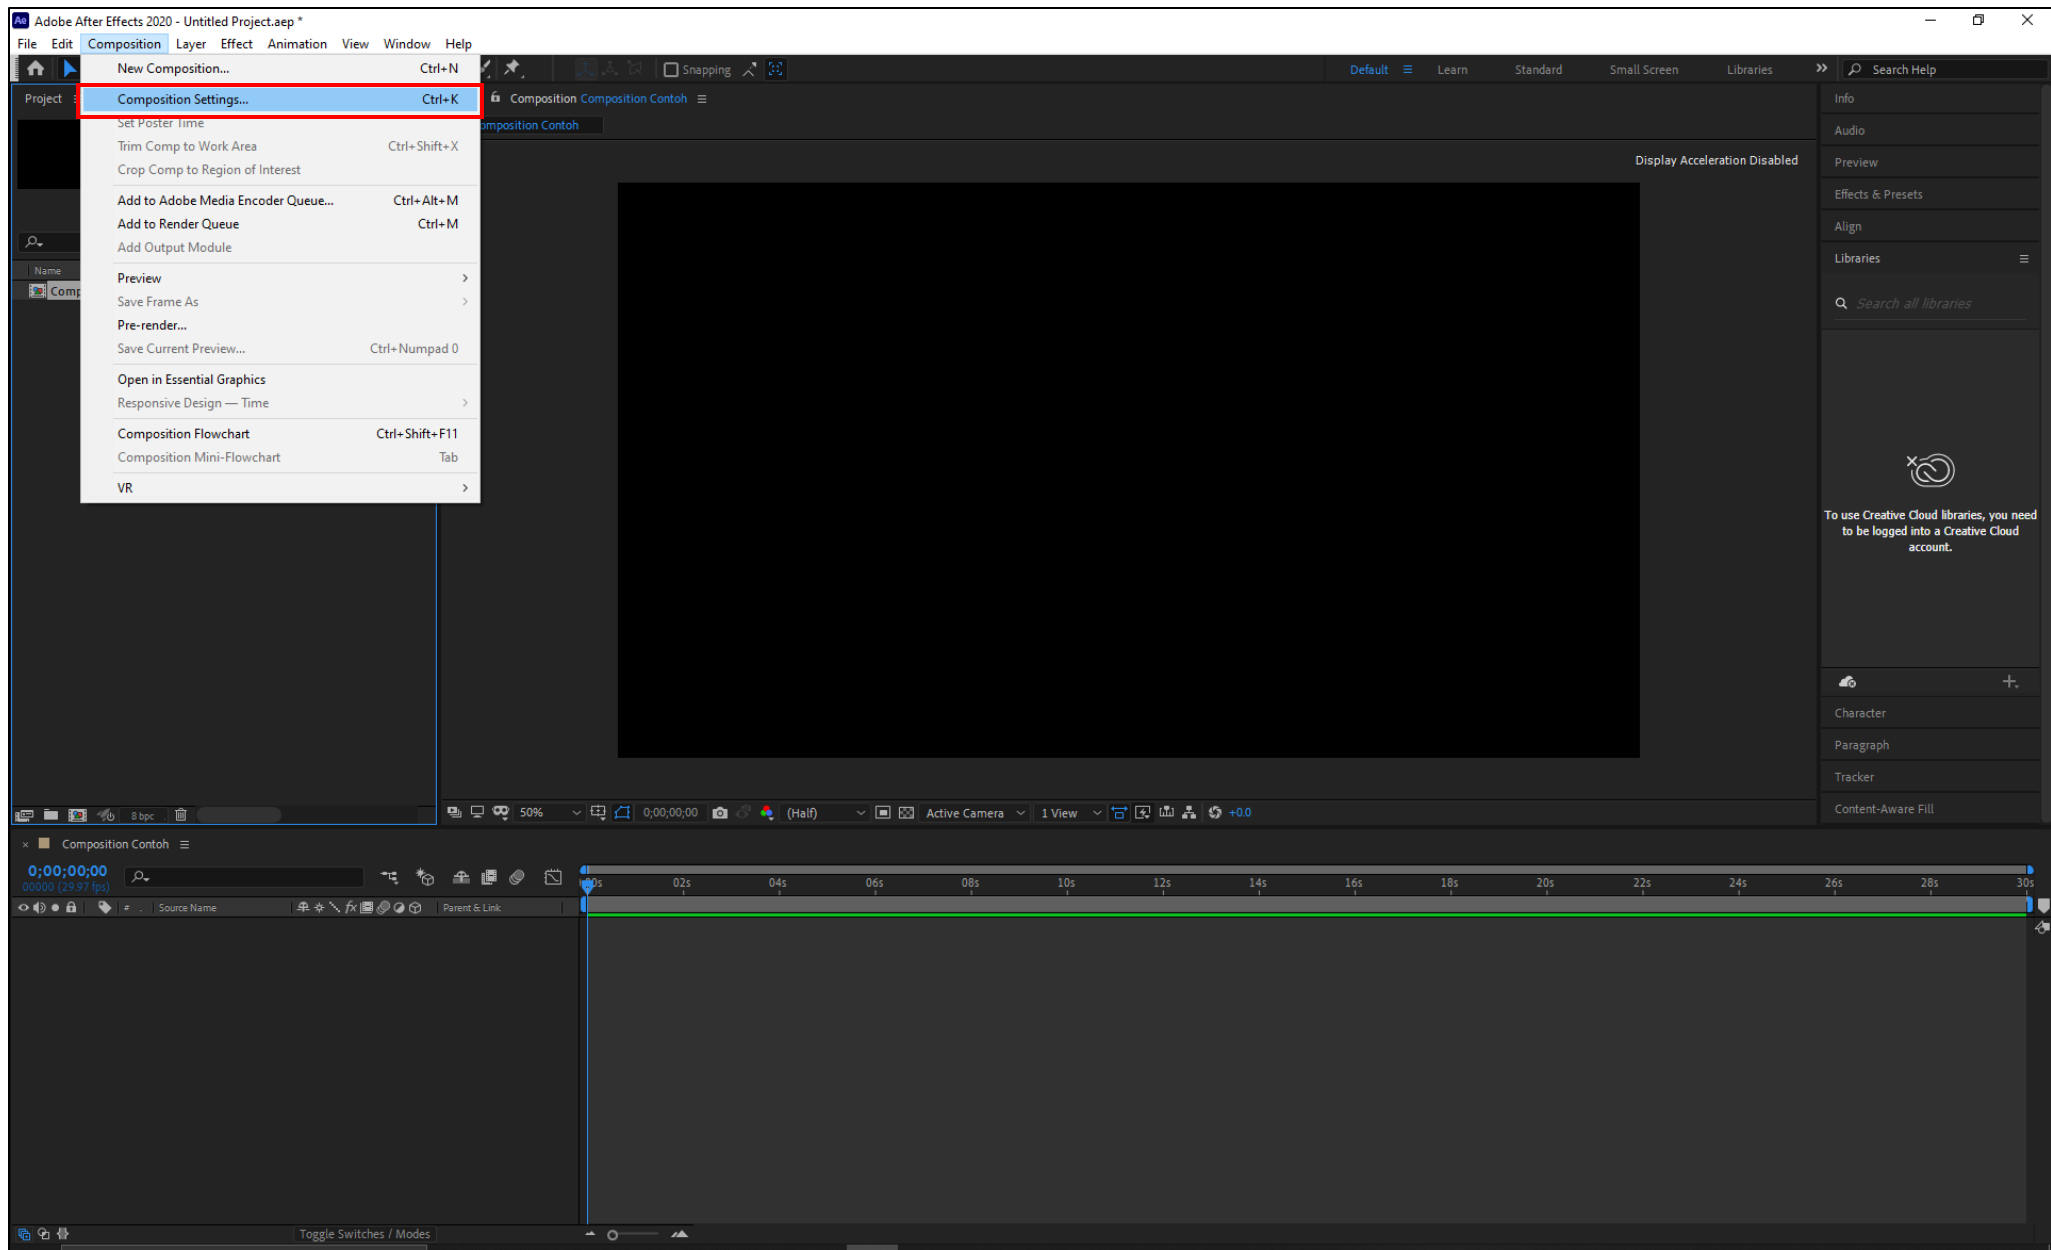 Ae Adobe After Effects 2020 - Untitled Project.aep *
File Edit Composition Layer Effect Animation View Window Help
Snapping
Default Learn Standard Small Screen Libraries Search Help
New Composition... Ctrl+N
Composition Settings... Ctrl+K
Set Poster Time
Trim Comp to Work Area Ctrl+Shift+X
Crop Comp to Region of Interest
Add to Adobe Media Encoder Queue... Ctrl+Alt+M
Add to Render Queue Ctrl+M
Add Output Module
Preview
Save Frame As
Pre-render...
Save Current Preview... Ctrl+Numpad 0
Open in Essential Graphics
Responsive Design — Time
Composition Flowchart Ctrl+Shift+F11
Composition Mini-Flowchart Tab
VR
Project
Name
Comp
8 bpc
Composition Composition Contoh
omposition Contoh
Display Acceleration Disabled
50% 0;00;00;00 (Half) Active Camera 1 View +0.0
Info
Audio
Preview
Effects & Presets
Align
Libraries
Search all libraries
To use Creative Cloud libraries, you need
to be logged into a Creative Cloud
account.
Character
Paragraph
Tracker
Content-Aware Fill
× Composition Contoh
0;00;00;00
00000 (29.97 fps)
02s 04s 06s 08s 10s 12s 14s 16s 18s 20s 22s 24s 26s 28s 30s
# Source Name fx Parent & Link
Toggle Switches / Modes